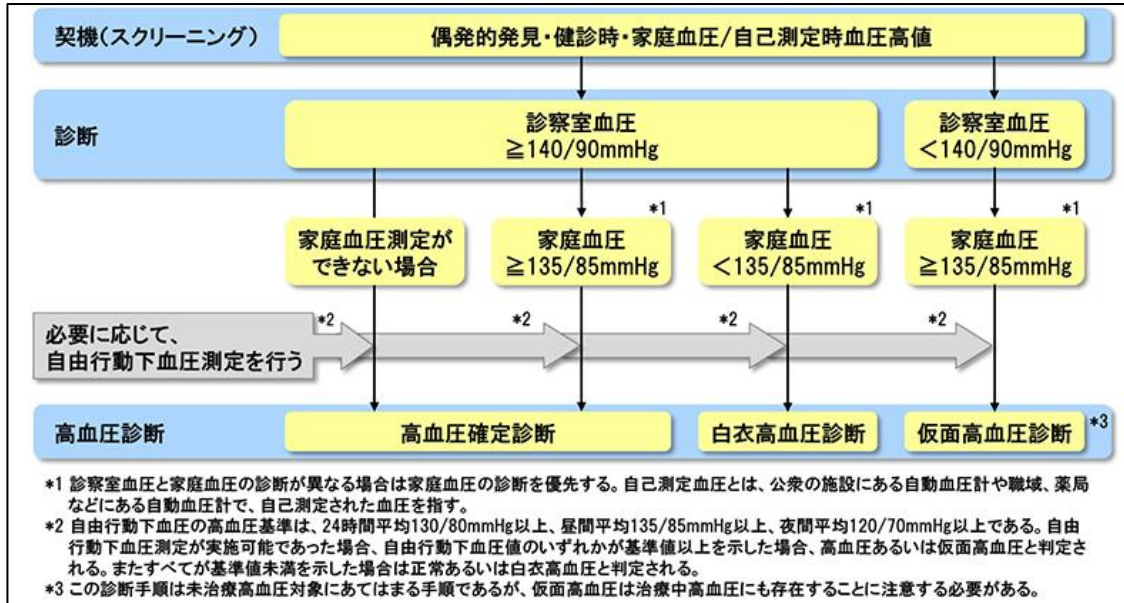 契機(スクリーニング)
偶発的発見・健診時・家庭血圧/自己測定時血圧高値
診断
診察室血圧
≧140/90mmHg
診察室血圧
<140/90mmHg
家庭血圧測定が
できない場合
*1
家庭血圧
≧135/85mmHg
*1
家庭血圧
<135/85mmHg
*1
家庭血圧
≧135/85mmHg
必要に応じて、
自由行動下血圧測定を行う
*2
*2
*2
*2
高血圧診断
高血圧確定診断
白衣高血圧診断
仮面高血圧診断
*3
*1 診察室血圧と家庭血圧の診断が異なる場合は家庭血圧の診断を優先する。自己測定血圧とは、公衆の施設にある自動血圧計や職域、薬局
などにある自動血圧計で、自己測定された血圧を指す。
*2 自由行動下血圧の高血圧基準は、24時間平均130/80mmHg以上、昼間平均135/85mmHg以上、夜間平均120/70mmHg以上である。自由
行動下血圧測定が実施可能であった場合、自由行動下血圧値のいずれかが基準値以上を示した場合、高血圧あるいは仮面高血圧と判定さ
れる。またすべてが基準値未満を示した場合は正常あるいは白衣高血圧と判定される。
*3 この診断手順は未治療高血圧対象にあてはまる手順であるが、仮面高血圧は治療中高血圧にも存在することに注意する必要がある。